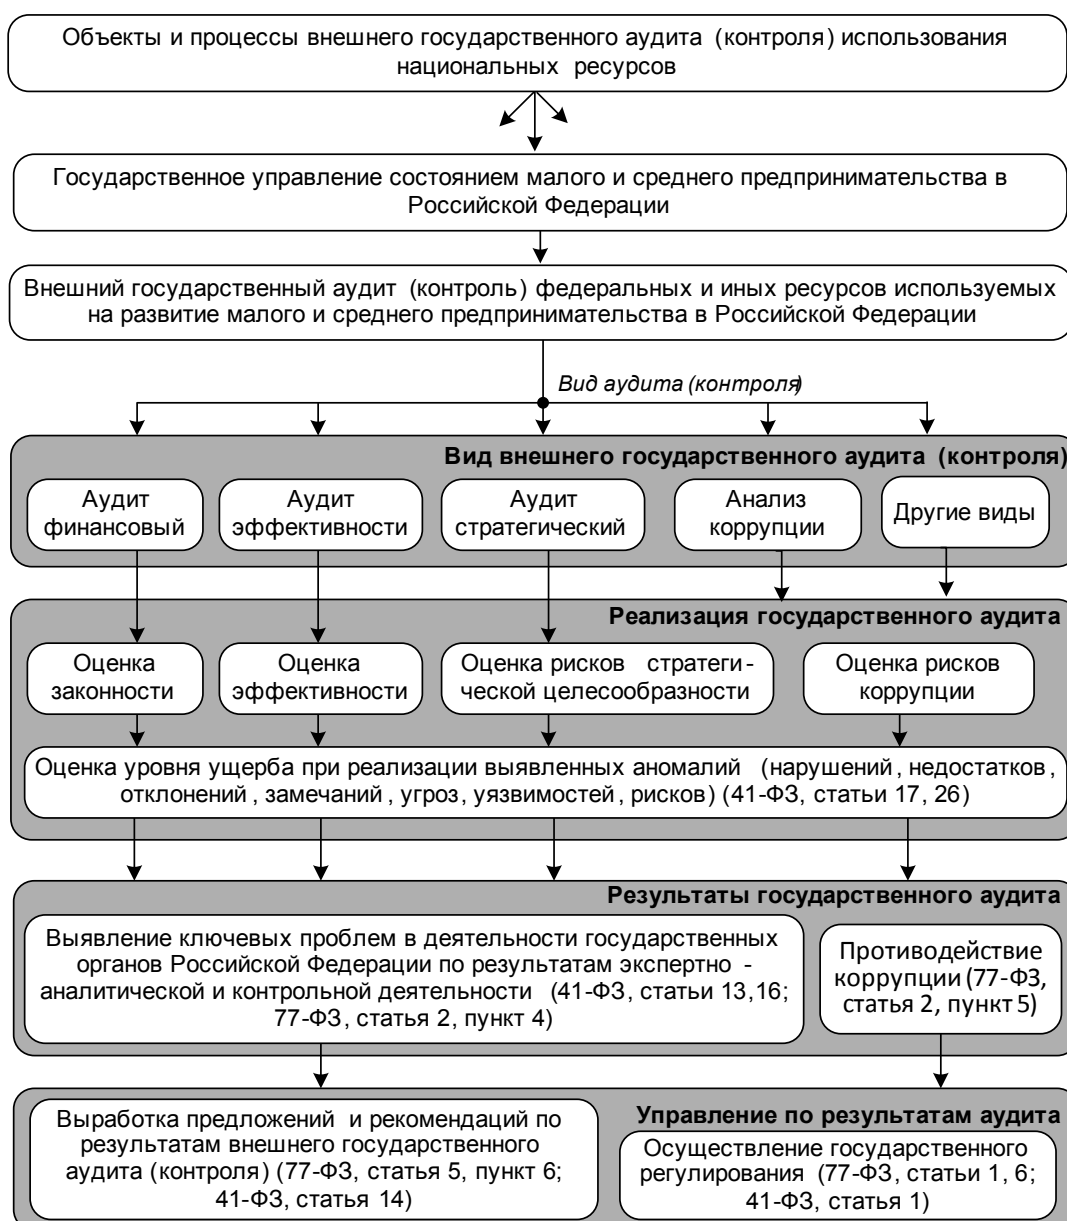 Объекты и процессы внешнего государственного аудита (контроля) использования
национальных ресурсов
Государственное управление состоянием малого и среднего предпринимательства в
Российской Федерации
Внешний государственный аудит (контроль) федеральных и иных ресурсов используемых
на развитие малого и среднего предпринимательства в Российской Федерации
Вид аудита (контроля)
Вид внешнего государственного аудита (контроля)
Аудит
финансовый
Аудит
эффективности
Аудит
стратегический
Анализ
коррупции
Другие виды
Реализация государственного аудита
Оценка
законности
Оценка
эффективности
Оценка рисков стратеги-
ческой целесообразности
Оценка рисков
коррупции
Оценка уровня ущерба при реализации выявленных аномалий (нарушений, недостатков,
отклонений, замечаний, угроз, уязвимостей, рисков) (41-ФЗ, статьи 17, 26)
Результаты государственного аудита
Выявление ключевых проблем в деятельности государственных
органов Российской Федерации по результатам экспертно -
аналитической и контрольной деятельности (41-ФЗ, статьи 13,16;
77-ФЗ, статья 2, пункт 4)
Противодействие
коррупции (77-ФЗ,
статья 2, пункт 5)
Управление по результатам аудита
Выработка предложений и рекомендаций по
результатам внешнего государственного
аудита (контроля) (77-ФЗ, статья 5, пункт 6;
41-ФЗ, статья 14)
Осуществление государственного
регулирования (77-ФЗ, статьи 1, 6;
41-ФЗ, статья 1)